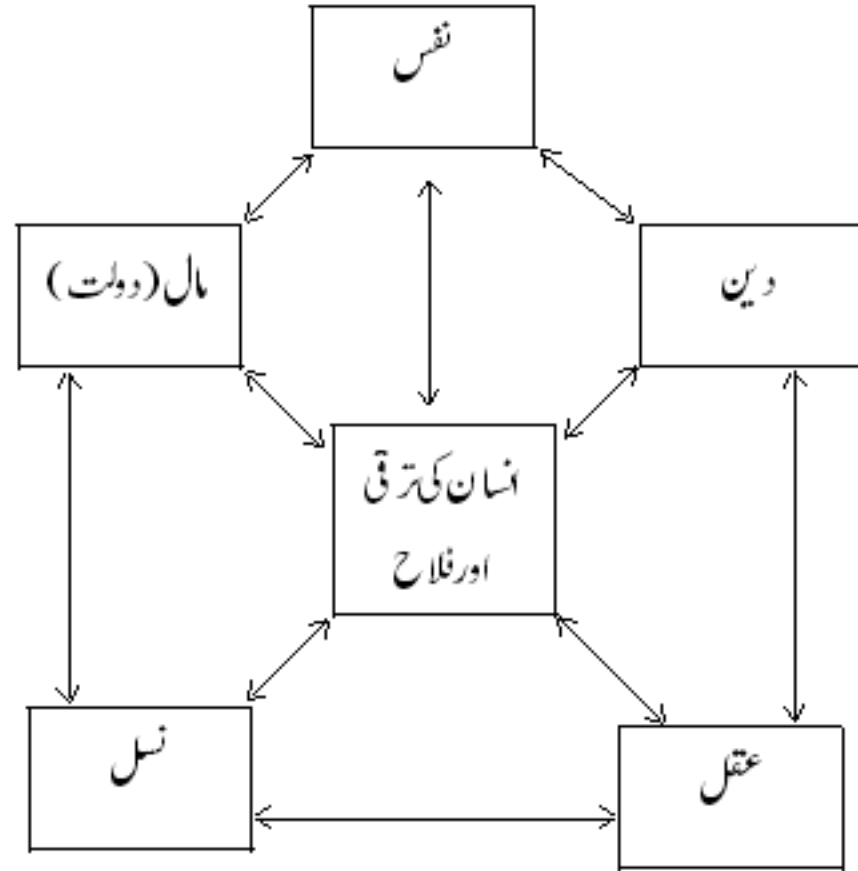 نفس
دین
مال (دولت)
انسان کی ترقی
اور فلاح
عقل
نسل